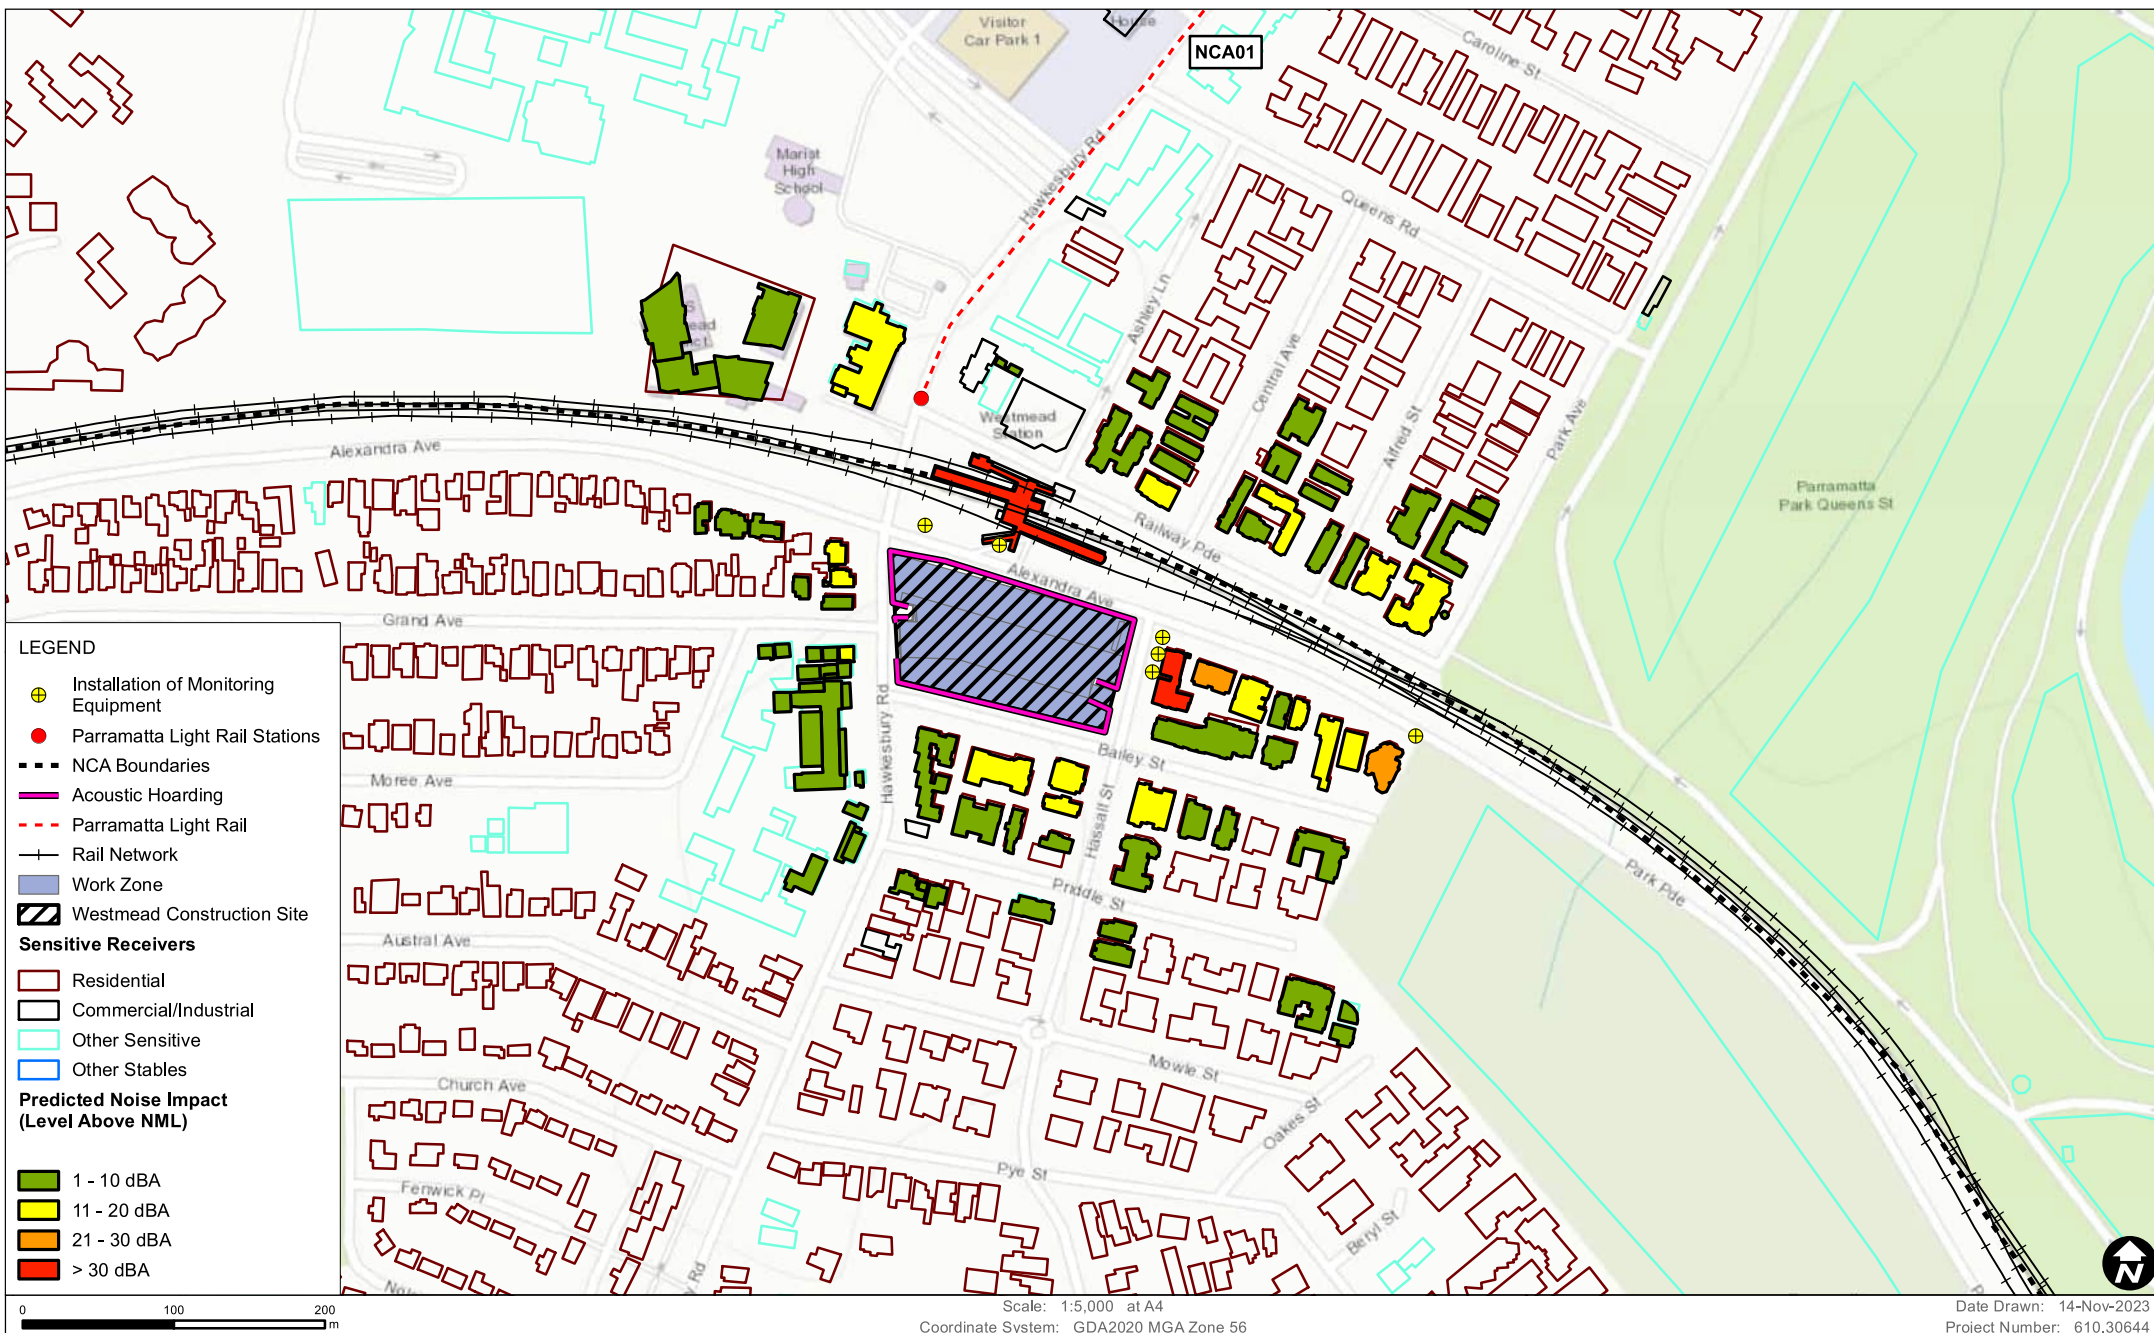 Visitor
Car Park 1
House
NCA01
Caroline St
Marist
High
School
Hawkesbury Rd
Queens Rd
Ashley Ln
Central Ave
Alfred St
Park Ave
Westmead
Station
Parramatta
Park Queens St
Alexandra Ave
Railway Pde
Alexandra Ave
Grand Ave
Hawkesbury Rd
Bailey St
Hassall St
Moree Ave
Priddle St
Park Pde
Austral Ave
Mowle St
Church Ave
Oakes St
Pye St
Fenwick Pl
Beryl St
y Rd
LEGEND
Installation of Monitoring
Equipment
Parramatta Light Rail Stations
NCA Boundaries
Acoustic Hoarding
Parramatta Light Rail
Rail Network
Work Zone
Westmead Construction Site
Sensitive Receivers
Residential
Commercial/Industrial
Other Sensitive
Other Stables
Predicted Noise Impact
(Level Above NML)
1 - 10 dBA
11 - 20 dBA
21 - 30 dBA
> 30 dBA
N
0 100 200
m
Scale: 1:5,000 at A4
Coordinate System: GDA2020 MGA Zone 56
Date Drawn: 14-Nov-2023
Project Number: 610.30644